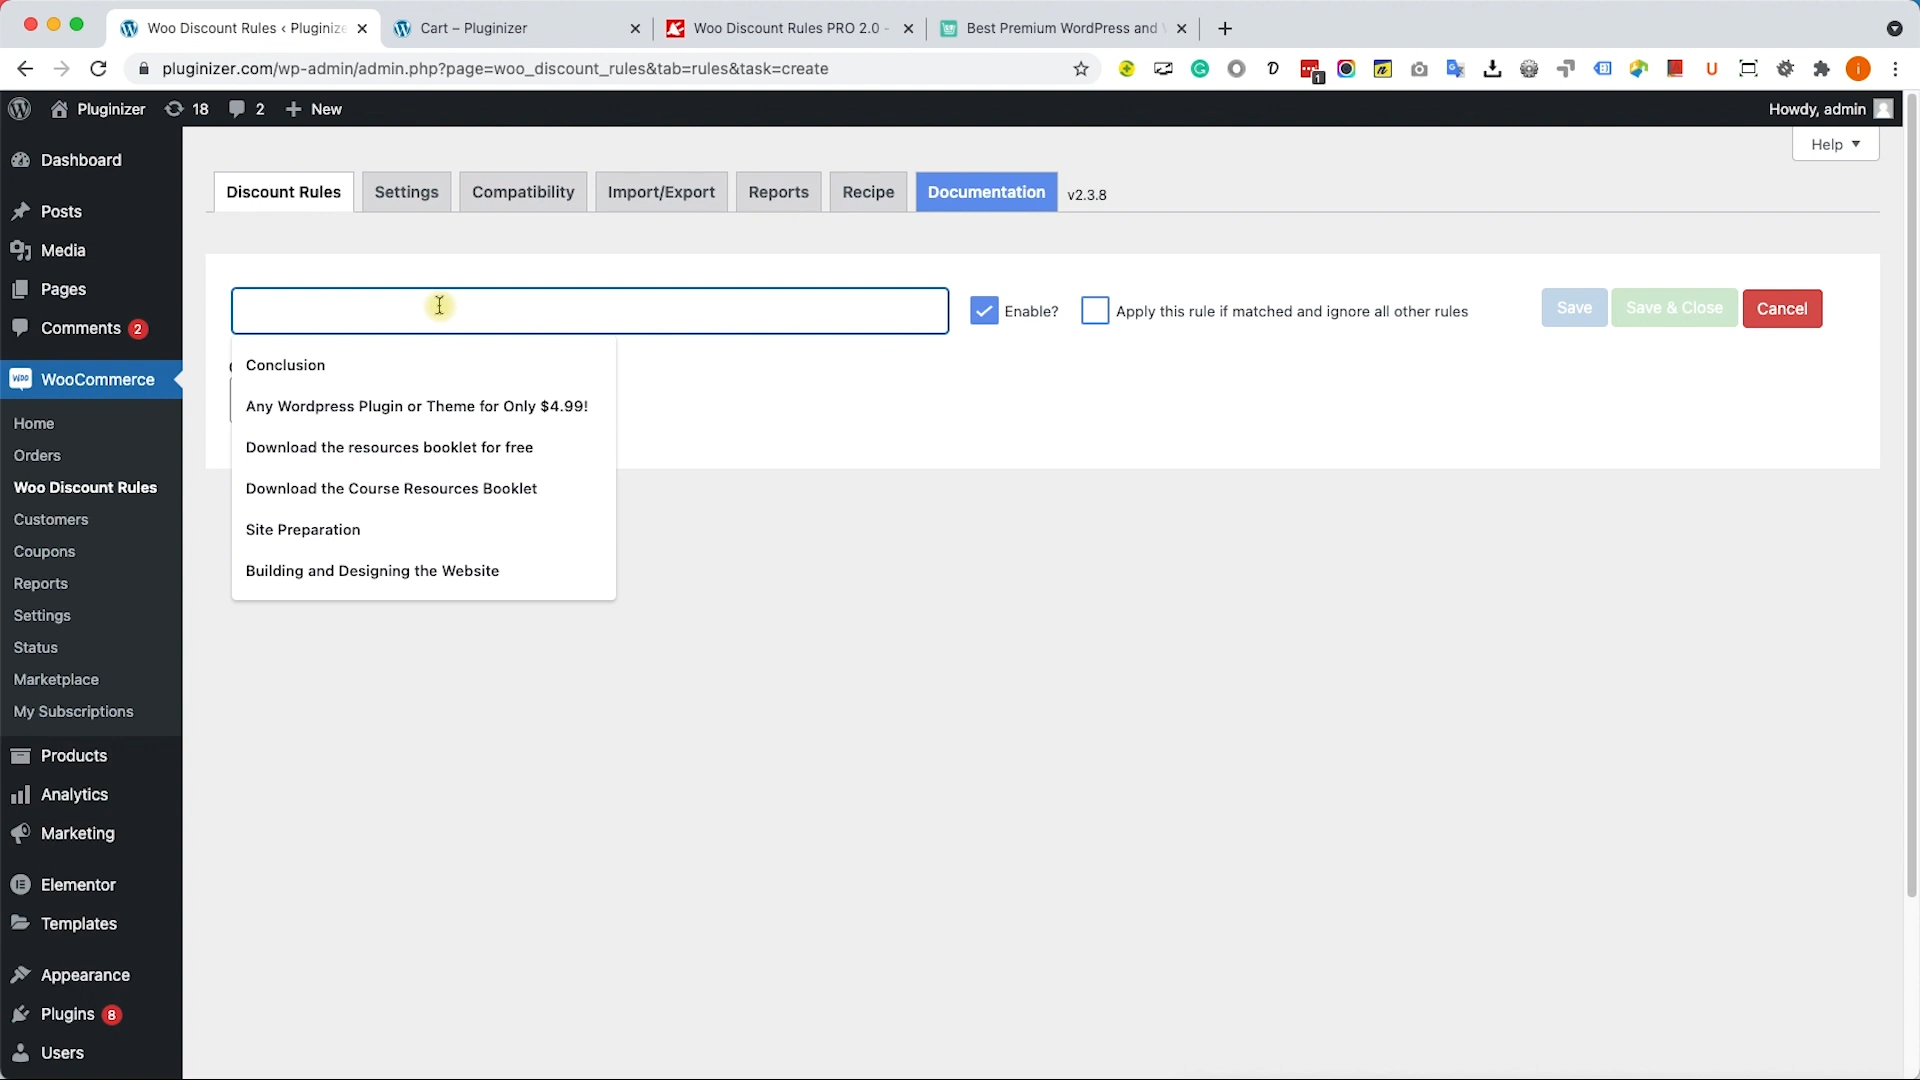 Woo Discount Rules < Pluginize
Cart – Pluginizer
Woo Discount Rules PRO 2.0 -
Best Premium WordPress and
pluginizer.com/wp-admin/admin.php?page=woo_discount_rules&tab=rules&task=create
Pluginizer
18
2
New
Howdy, admin
Help
Dashboard
Posts
Media
Pages
Comments 2
WooCommerce
Home
Orders
Woo Discount Rules
Customers
Coupons
Reports
Settings
Status
Marketplace
My Subscriptions
Products
Analytics
Marketing
Elementor
Templates
Appearance
Plugins 8
Users
Discount Rules
Settings
Compatibility
Import/Export
Reports
Recipe
Documentation
v2.3.8
Enable?
Apply this rule if matched and ignore all other rules
Save
Save & Close
Cancel
Conclusion
Any Wordpress Plugin or Theme for Only $4.99!
Download the resources booklet for free
Download the Course Resources Booklet
Site Preparation
Building and Designing the Website